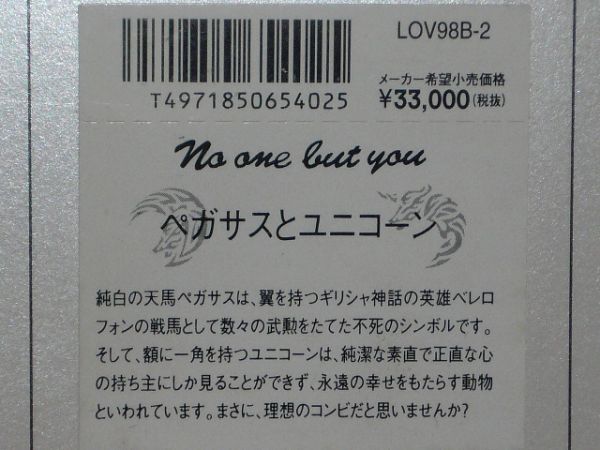 LOV98B-2
T4971850654025
メーカー希望小売価格
¥33,000(税抜)
No one but you
ペガサスとユニコーン
純白の天馬ペガサスは、翼を持つギリシャ神話の英雄ベレロ
フォンの戦馬として数々の武勲をたてた不死のシンボルです。
そして、額に一角を持つユニコーンは、純潔な素直で正直な心
の持ち主にしか見ることができず、永遠の幸せをもたらす動物
といわれています。まさに、理想のコンビだと思いませんか?